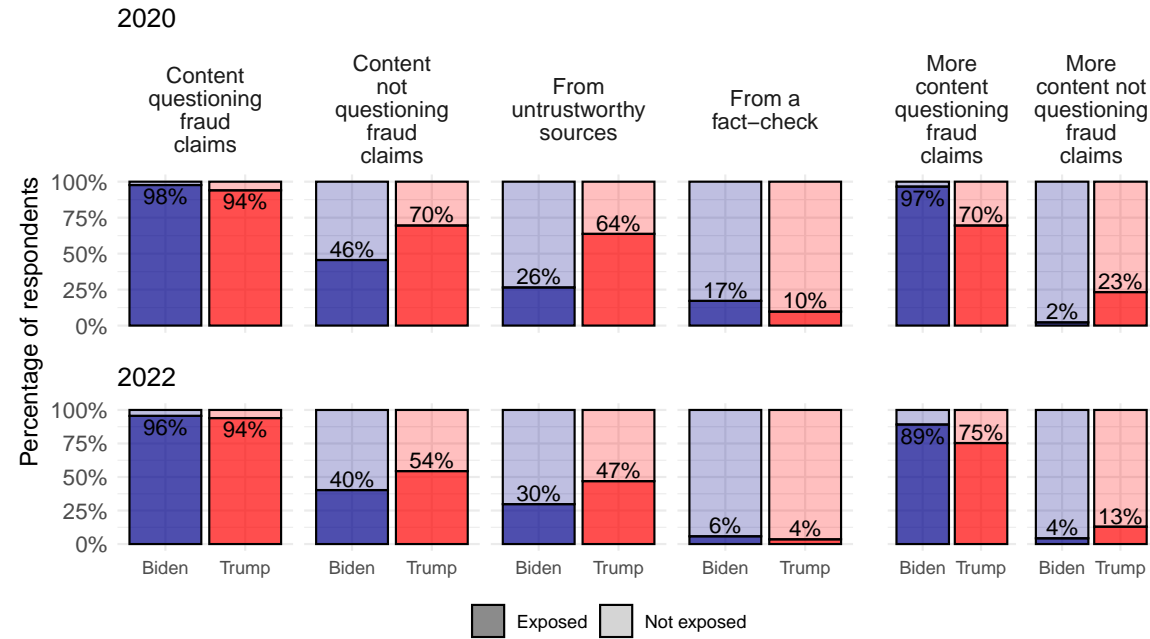 2020
Content
questioning
fraud
claims
Content
not
questioning
fraud
claims
From
untrustworthy
sources
From a
fact−check
More
content
questioning
fraud
claims
More
content not
questioning
fraud
claims
Percentage of respondents
100%
75%
50%
25%
0%
98%
94%
46%
70%
26%
64%
17%
10%
97%
70%
2%
23%
2022
100%
75%
50%
25%
0%
96%
94%
40%
54%
30%
47%
6%
4%
89%
75%
4%
13%
Biden Trump
Biden Trump
Biden Trump
Biden Trump
Biden Trump
Biden Trump
Exposed
Not exposed